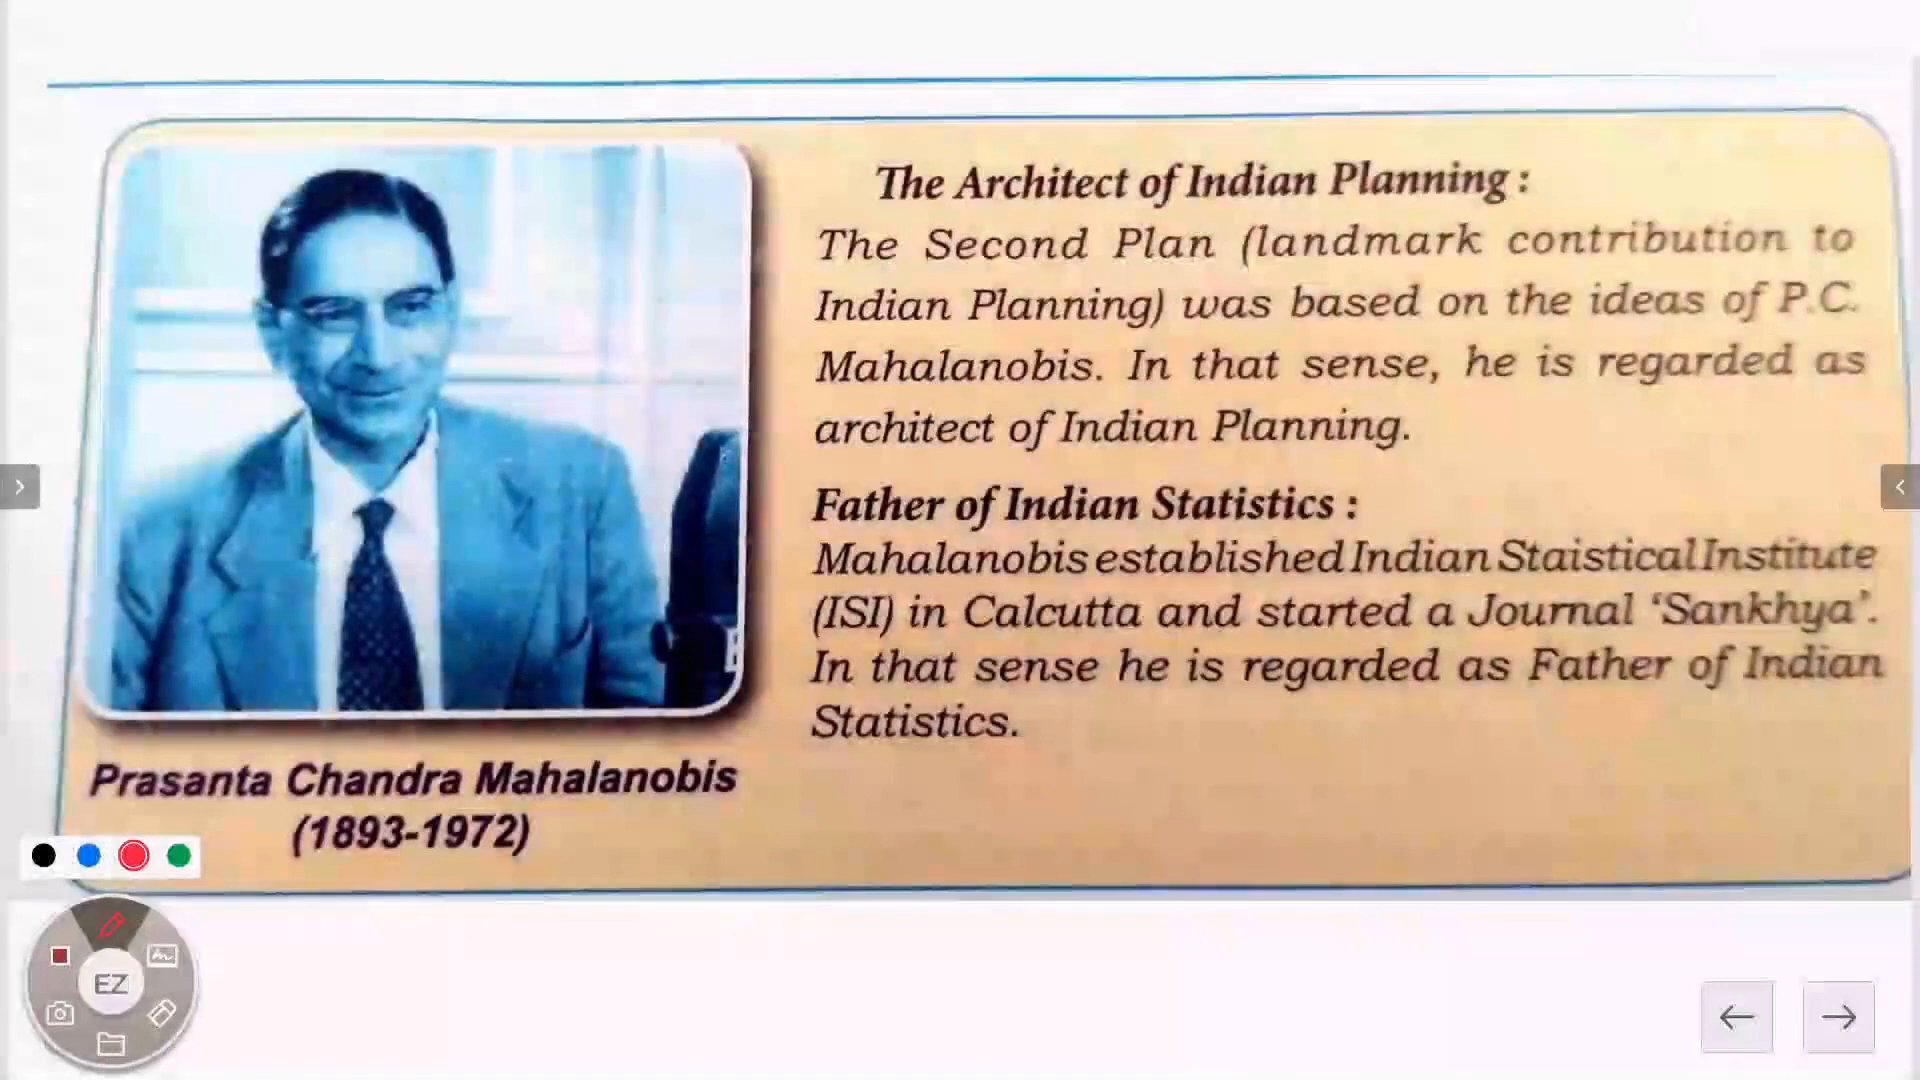 The Architect of Indian Planning :
The Second Plan (landmark contribution to
Indian Planning) was based on the ideas of P.C.
Mahalanobis. In that sense, he is regarded as
architect of Indian Planning.
Father of Indian Statistics :
Mahalanobis established Indian Staistical Institute
(ISI) in Calcutta and started a Journal ‘Sankhya’.
In that sense he is regarded as Father of Indian
Statistics.
Prasanta Chandra Mahalanobis
(1893-1972)
EZ